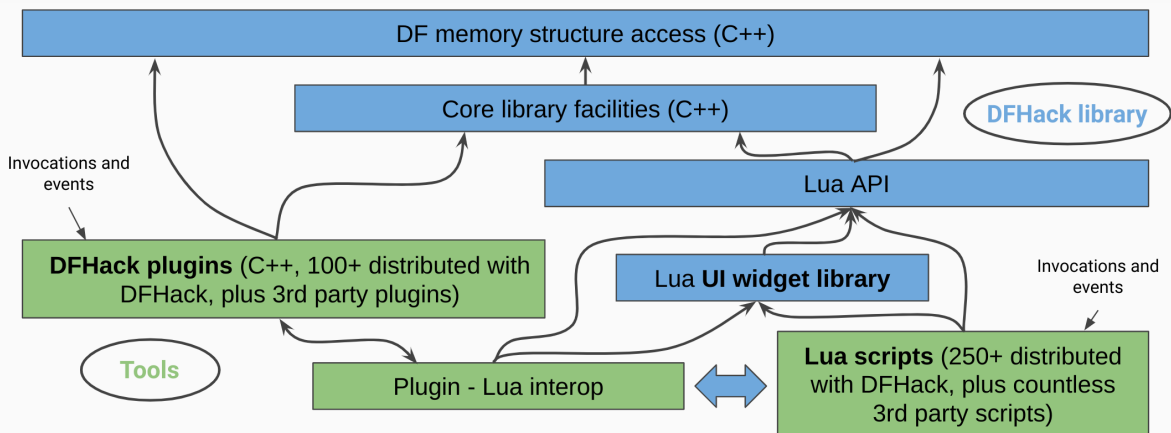 DF memory structure access (C++)
Core library facilities (C++)
DFHack library
Invocations and
events
Lua API
DFHack plugins (C++, 100+ distributed with
DFHack, plus 3rd party plugins)
Lua UI widget library
Invocations and
events
Tools
Plugin - Lua interop
Lua scripts (250+ distributed
with DFHack, plus countless
3rd party scripts)